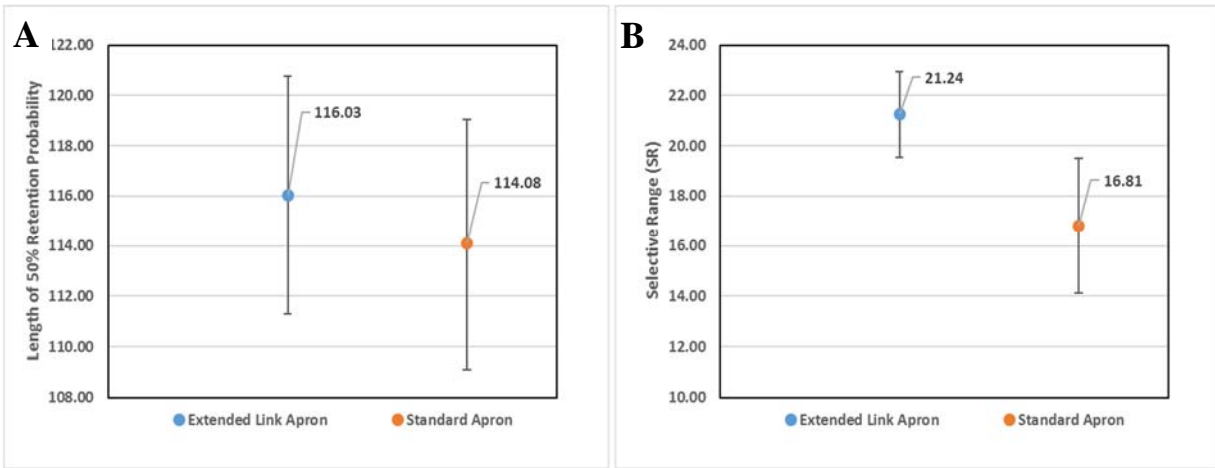 A
Length of 50% Retention Probability
122.00
120.00
118.00
116.00
114.00
112.00
110.00
108.00
116.03
114.08
Extended Link Apron
Standard Apron
B
Selective Range (SR)
24.00
22.00
20.00
18.00
16.00
14.00
12.00
10.00
21.24
16.81
Extended Link Apron
Standard Apron